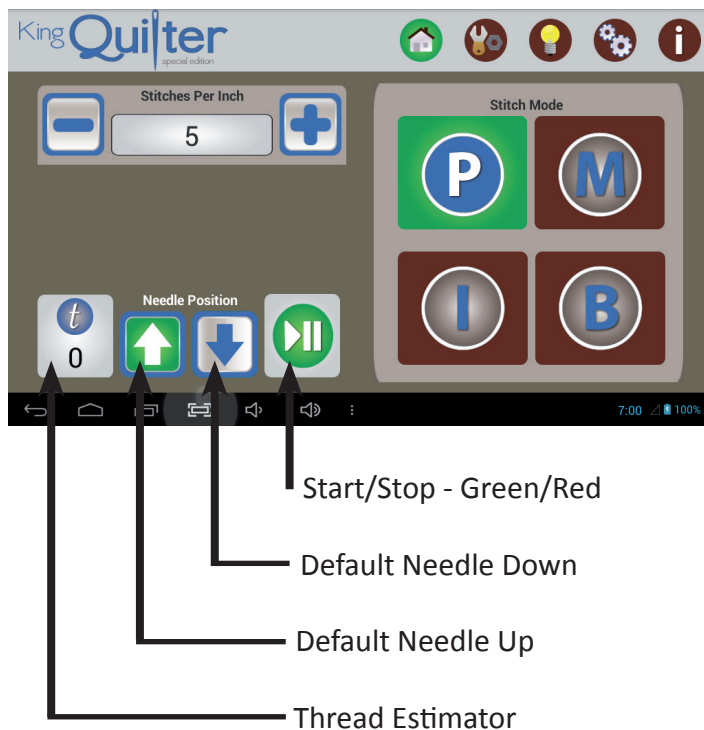 King Quilter
special edition
i
Stitches Per Inch
5
Stitch Mode
P
M
I
B
Needle Position
t
0
7:00
100%
Start/Stop - Green/Red
Default Needle Down
Default Needle Up
Thread Estimator